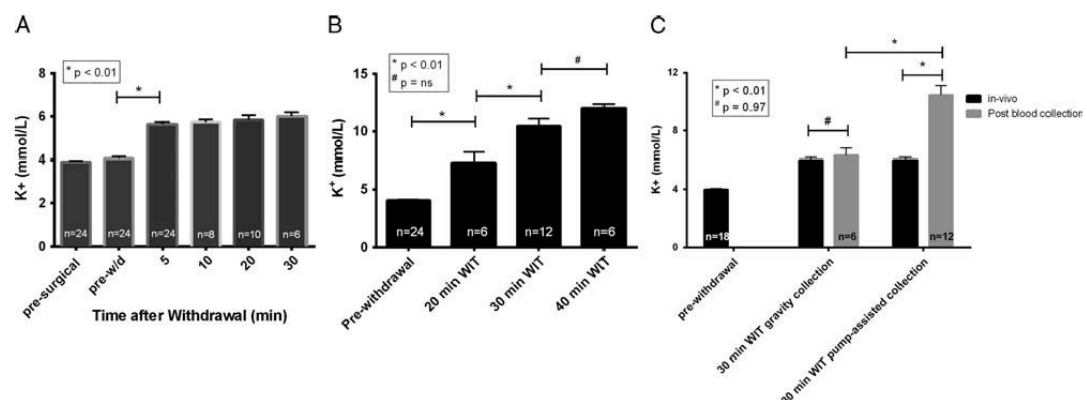 A
* p < 0.01
K+ (mmol/L)
8
6
4
2
0
*
n=24
n=24
n=24
n=8
n=10
n=6
pre-surgical
pre-w/d
5
10
20
30
Time after Withdrawal (min)
B
* p < 0.01
# p = ns
K+ (mmol/L)
15
10
5
0
*
*
#
n=24
n=6
n=12
n=6
Pre-withdrawal
20 min WIT
30 min WIT
40 min WIT
C
* p < 0.01
# p = 0.97
K+ (mmol/L)
12
8
4
0
#
*
*
in-vivo
Post blood collection
n=18
n=6
n=12
pre-withdrawal
30 min WIT gravity collection
30 min WIT pump-assisted collection